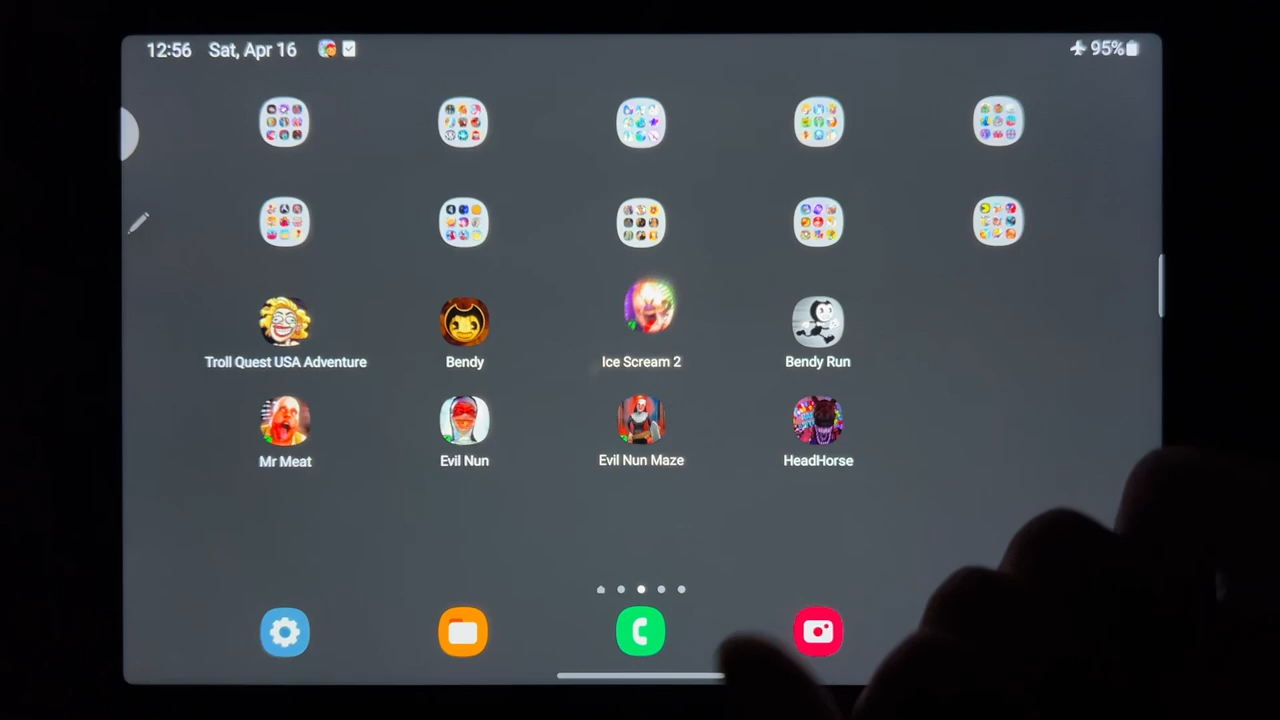 12:56 Sat, Apr 16 95%
Troll Quest USA Adventure Bendy Ice Scream 2 Bendy Run
Mr Meat Evil Nun Evil Nun Maze HeadHorse